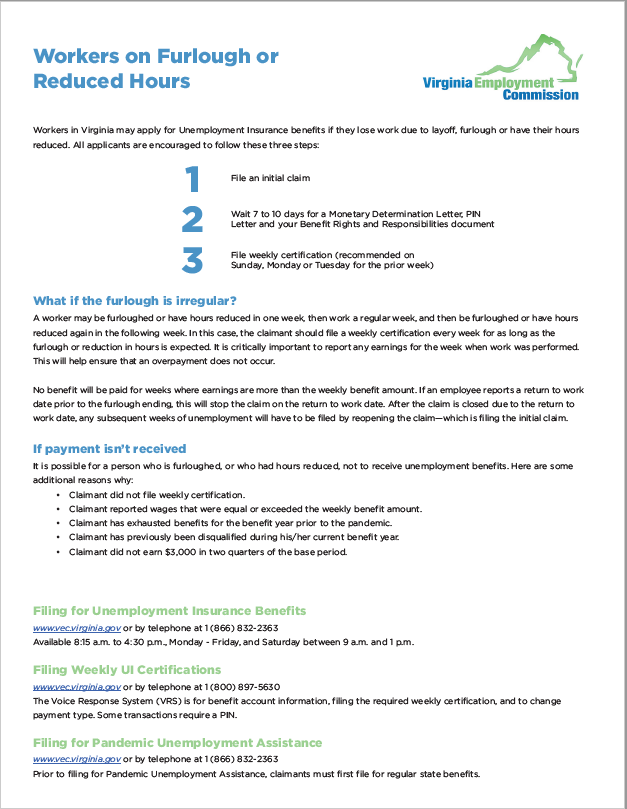 Workers on Furlough or
Reduced Hours
Virginia Employment
Commission
Workers in Virginia may apply for Unemployment Insurance benefits if they lose work due to layoff, furlough or have their hours
reduced. All applicants are encouraged to follow these three steps:
1 File an initial claim
2 Wait 7 to 10 days for a Monetary Determination Letter, PIN
Letter and your Benefit Rights and Responsibilities document
3 File weekly certification (recommended on
Sunday, Monday or Tuesday for the prior week)
What if the furlough is irregular?
A worker may be furloughed or have hours reduced in one week, then work a regular week, and then be furloughed or have hours
reduced again in the following week. In this case, the claimant should file a weekly certification every week for as long as the
furlough or reduction in hours is expected. It is critically important to report any earnings for the week when work was performed.
This will help ensure that an overpayment does not occur.
No benefit will be paid for weeks where earnings are more than the weekly benefit amount. If an employee reports a return to work
date prior to the furlough ending, this will stop the claim on the return to work date. After the claim is closed due to the return to
work date, any subsequent weeks of unemployment will have to be filed by reopening the claim—which is filing the initial claim.
If payment isn't received
It is possible for a person who is furloughed, or who had hours reduced, not to receive unemployment benefits. Here are some
additional reasons why:
• Claimant did not file weekly certification.
• Claimant reported wages that were equal or exceeded the weekly benefit amount.
• Claimant has exhausted benefits for the benefit year prior to the pandemic.
• Claimant has previously been disqualified during his/her current benefit year.
• Claimant did not earn $3,000 in two quarters of the base period.
Filing for Unemployment Insurance Benefits
www.vec.virginia.gov or by telephone at 1 (866) 832-2363
Available 8:15 a.m. to 4:30 p.m., Monday - Friday, and Saturday between 9 a.m. and 1 p.m.
Filing Weekly UI Certifications
www.vec.virginia.gov or by telephone at 1 (800) 897-5630
The Voice Response System (VRS) is for benefit account information, filing the required weekly certification, and to change
payment type. Some transactions require a PIN.
Filing for Pandemic Unemployment Assistance
www.vec.virginia.gov or by telephone at 1 (866) 832-2363
Prior to filing for Pandemic Unemployment Assistance, claimants must first file for regular state benefits.